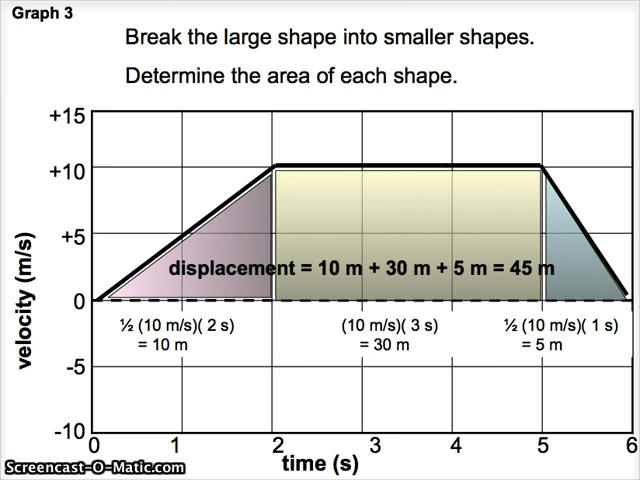 Graph 3
Break the large shape into smaller shapes.
Determine the area of each shape.
+15
+10
+5
0
-5
-10
velocity (m/s)
displacement = 10 m + 30 m + 5 m = 45 m
½ (10 m/s)( 2 s)
= 10 m
(10 m/s)( 3 s)
= 30 m
½ (10 m/s)( 1 s)
= 5 m
0 1 2 3 4 5 6
time (s)
Screencast-O-Matic.com